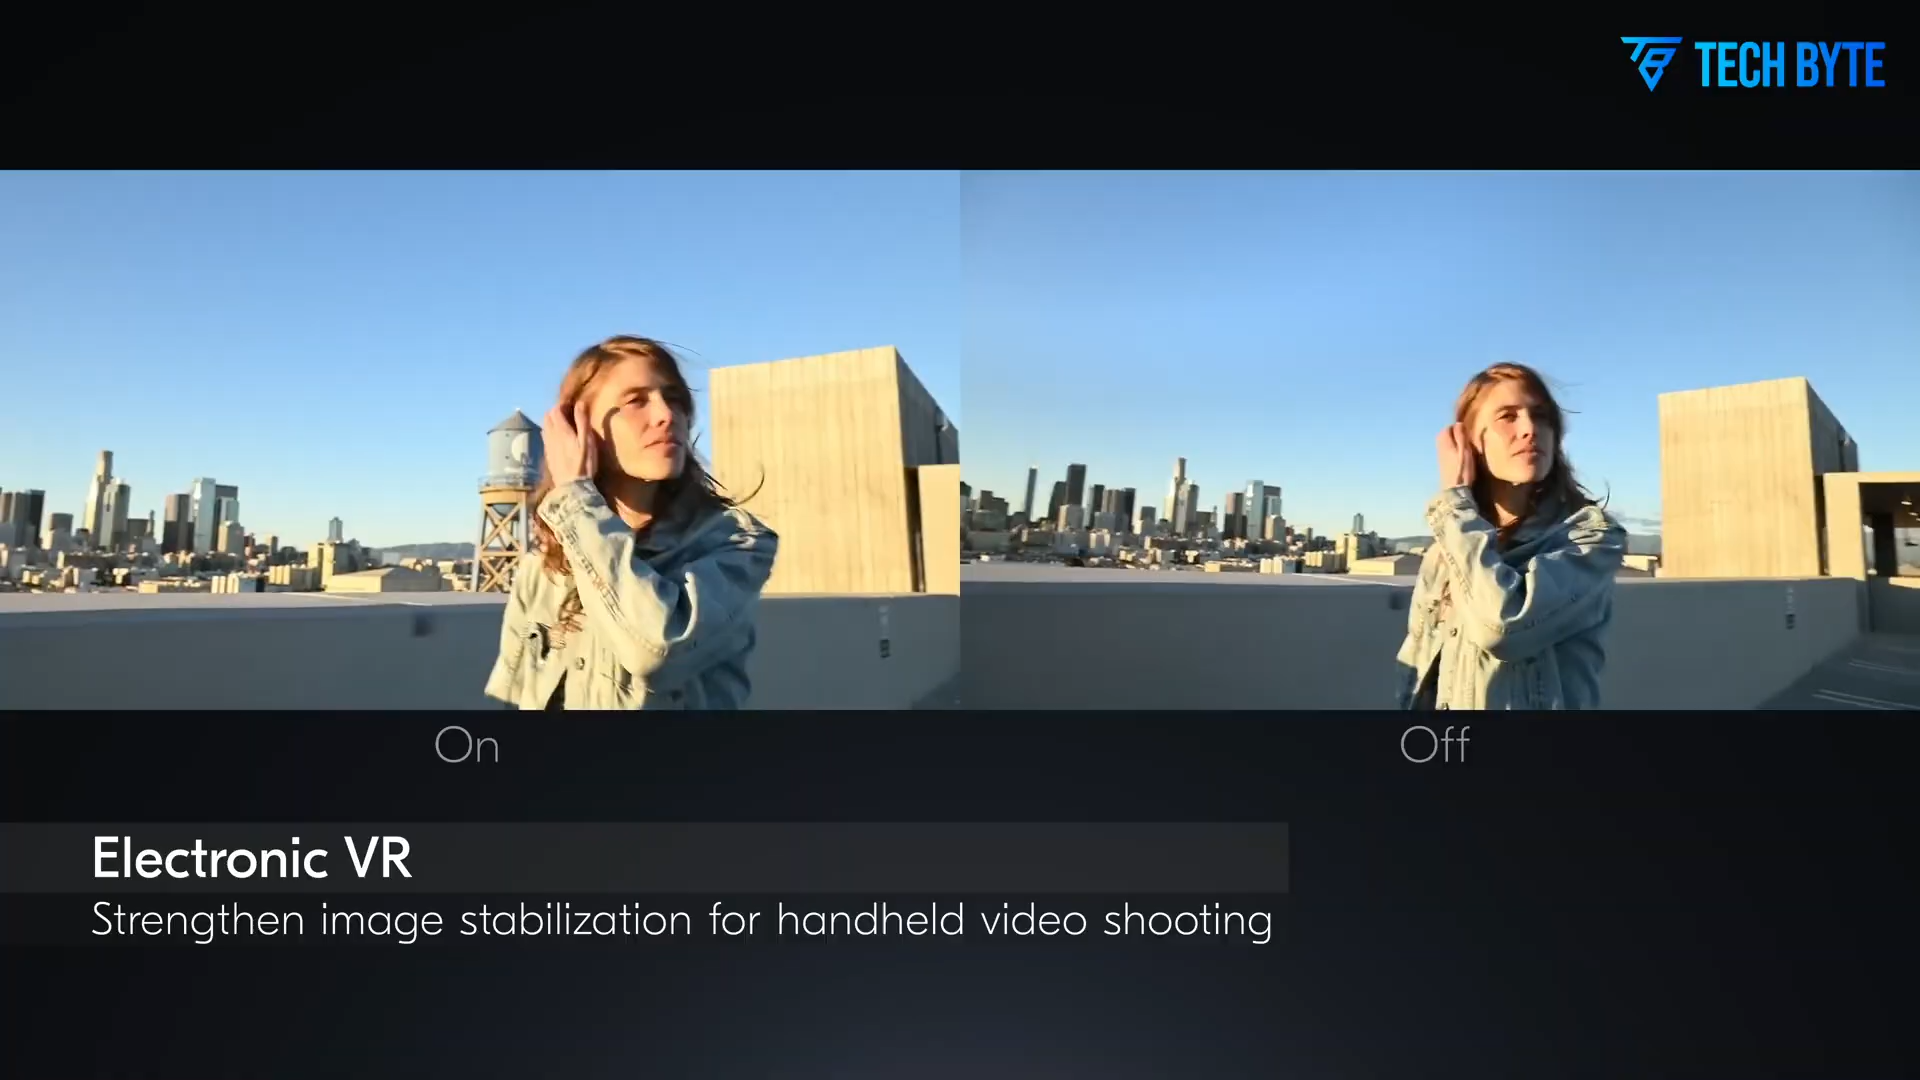 TECH BYTE
On
Off
Electronic VR
Strengthen image stabilization for handheld video shooting